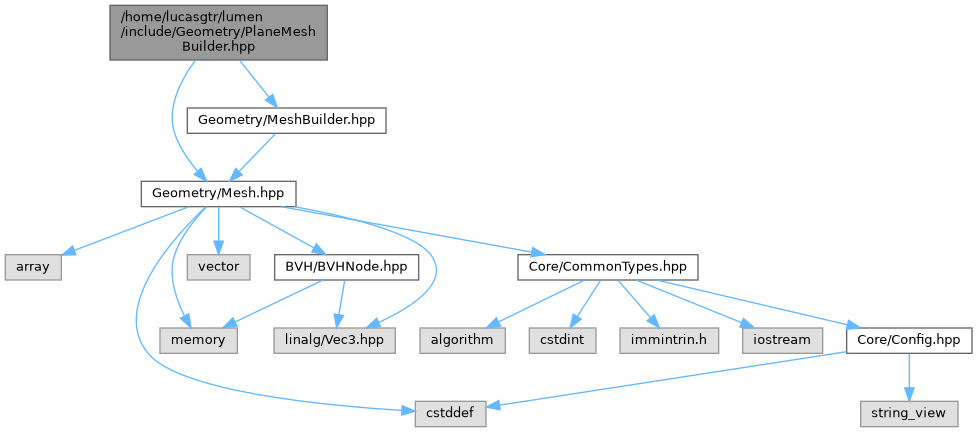 /home/lucasgtr/lumen
/include/Geometry/PlaneMesh
Builder.hpp
Geometry/MeshBuilder.hpp
Geometry/Mesh.hpp
array
vector
BVH/BVHNode.hpp
Core/CommonTypes.hpp
memory
linalg/Vec3.hpp
algorithm
cstdint
immintrin.h
iostream
Core/Config.hpp
cstddef
string_view